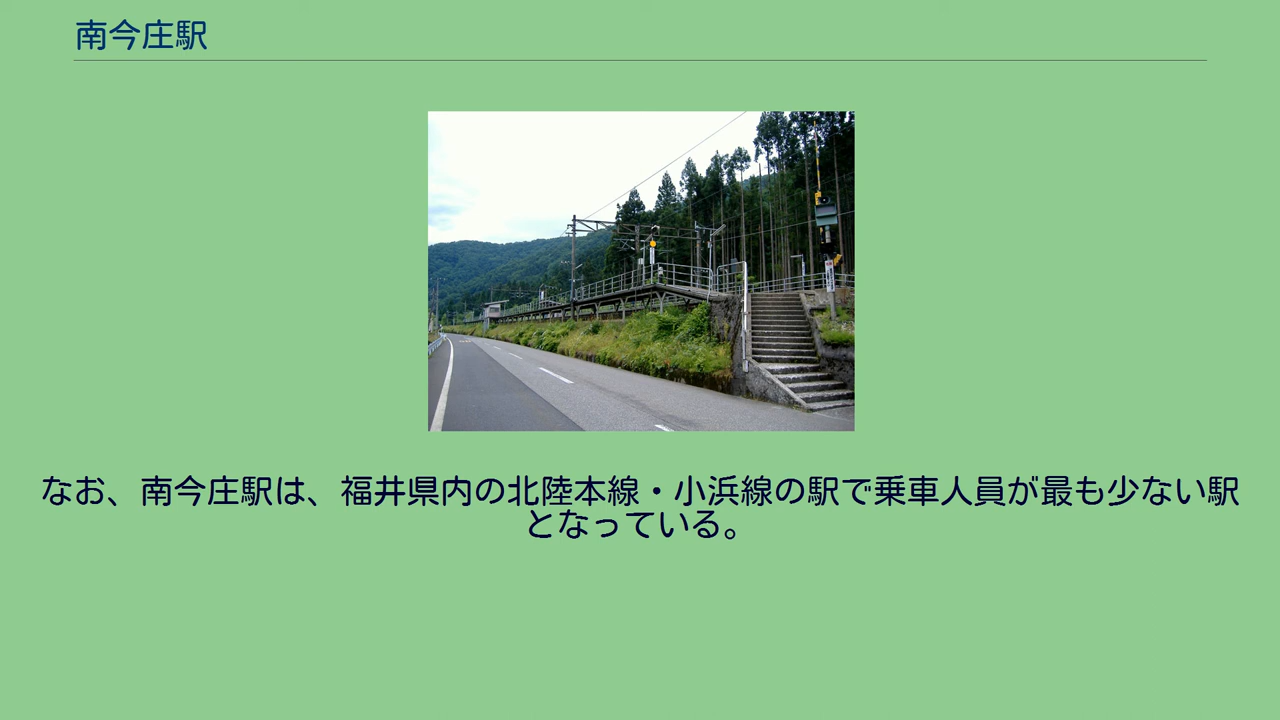 南今庄駅
なお、南今庄駅は、福井県内の北陸本線・小浜線の駅で乗車人員が最も少ない駅
となっている。